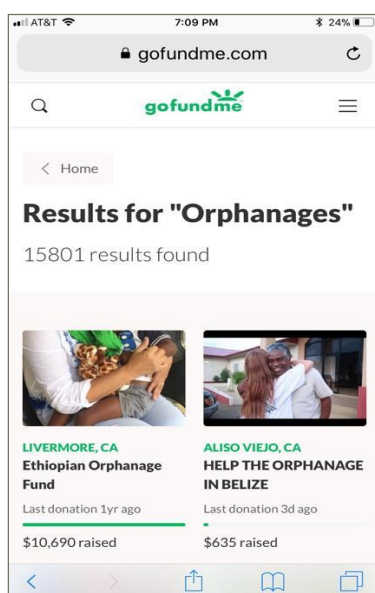 AT&T 7:09 PM 24%
gofundme.com
gofundme
< Home
Results for "Orphanages"
15801 results found
LIVERMORE, CA
Ethiopian Orphanage
Fund
Last donation 1yr ago
$10,690 raised
ALISO VIEJO, CA
HELP THE ORPHANAGE
IN BELIZE
Last donation 3d ago
$635 raised